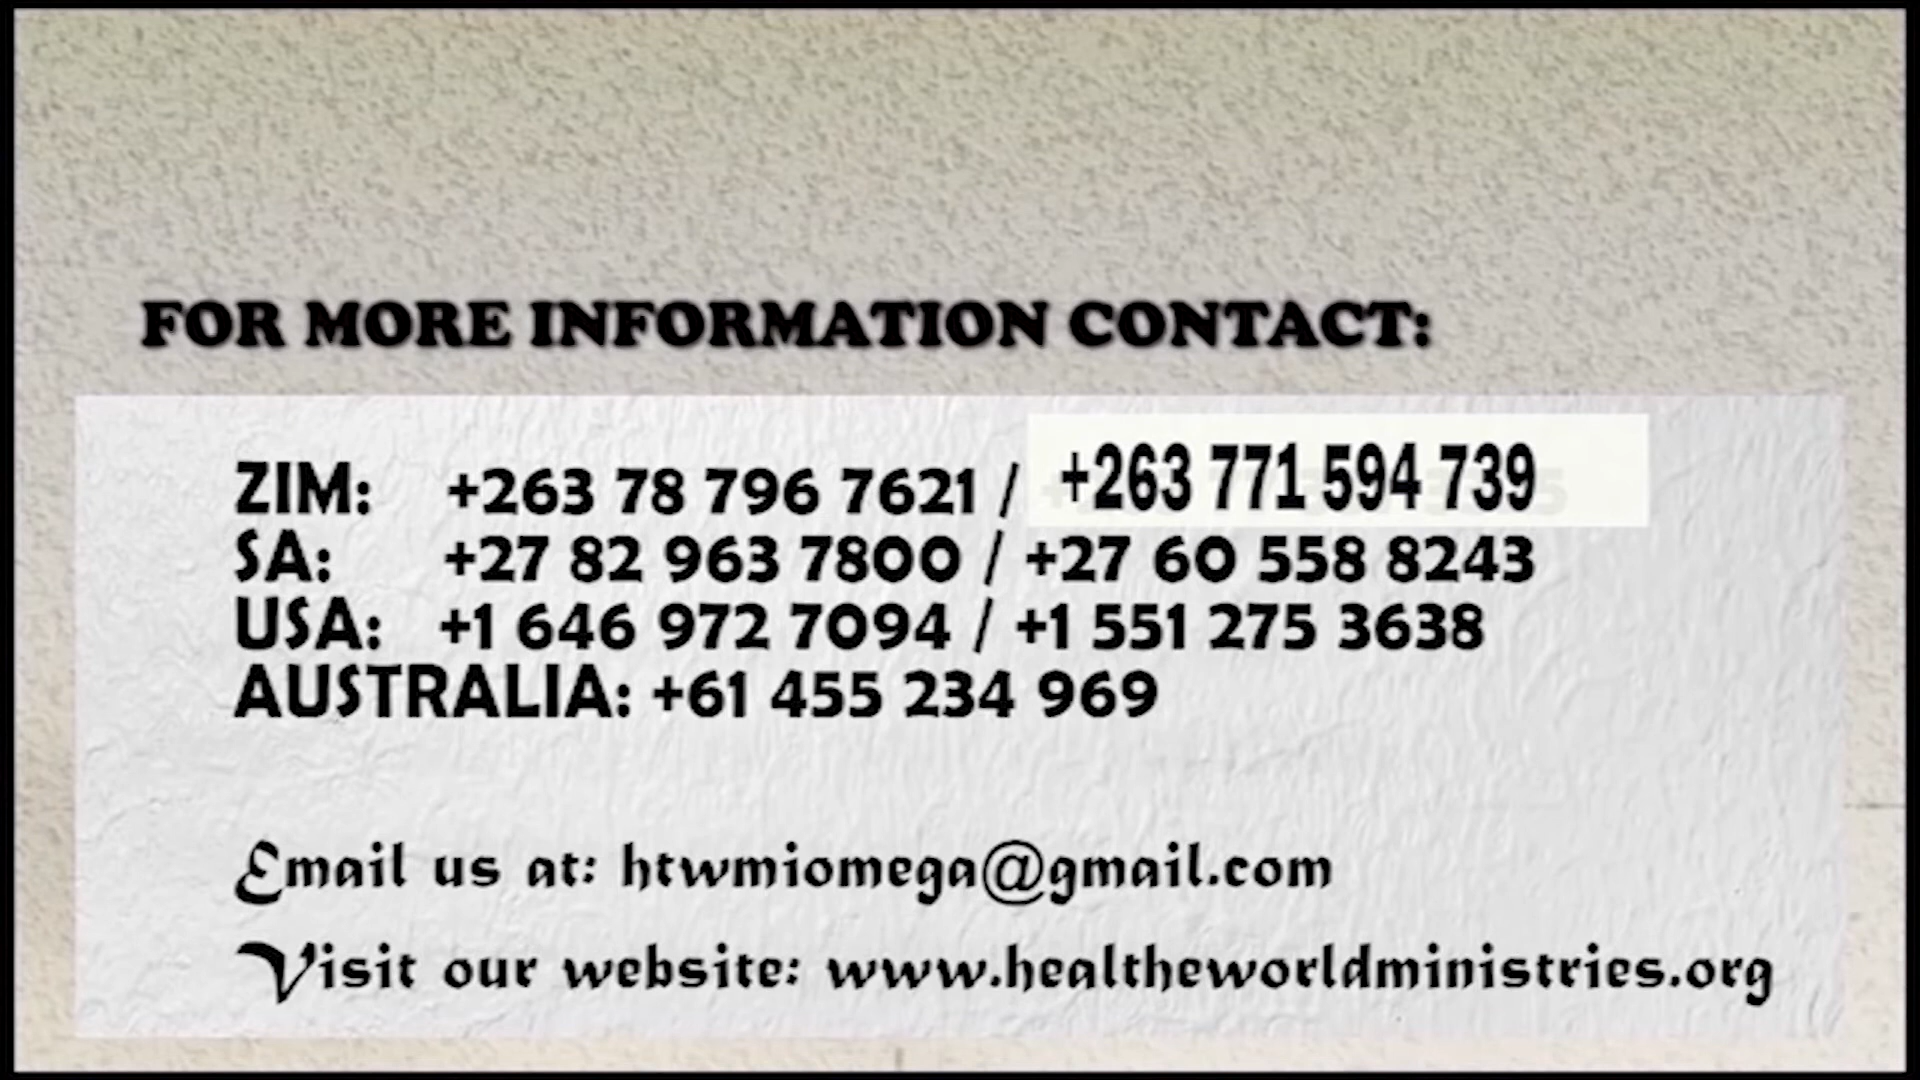 FOR MORE INFORMATION CONTACT:
ZIM: +263 78 796 7621 / +263 771 594 739
SA: +27 82 963 7800 / +27 60 558 8243
USA: +1 646 972 7094 / +1 551 275 3638
AUSTRALIA: +61 455 234 969
Email us at: htwmiomega@gmail.com
Visit our website: www.healtheworldministries.org